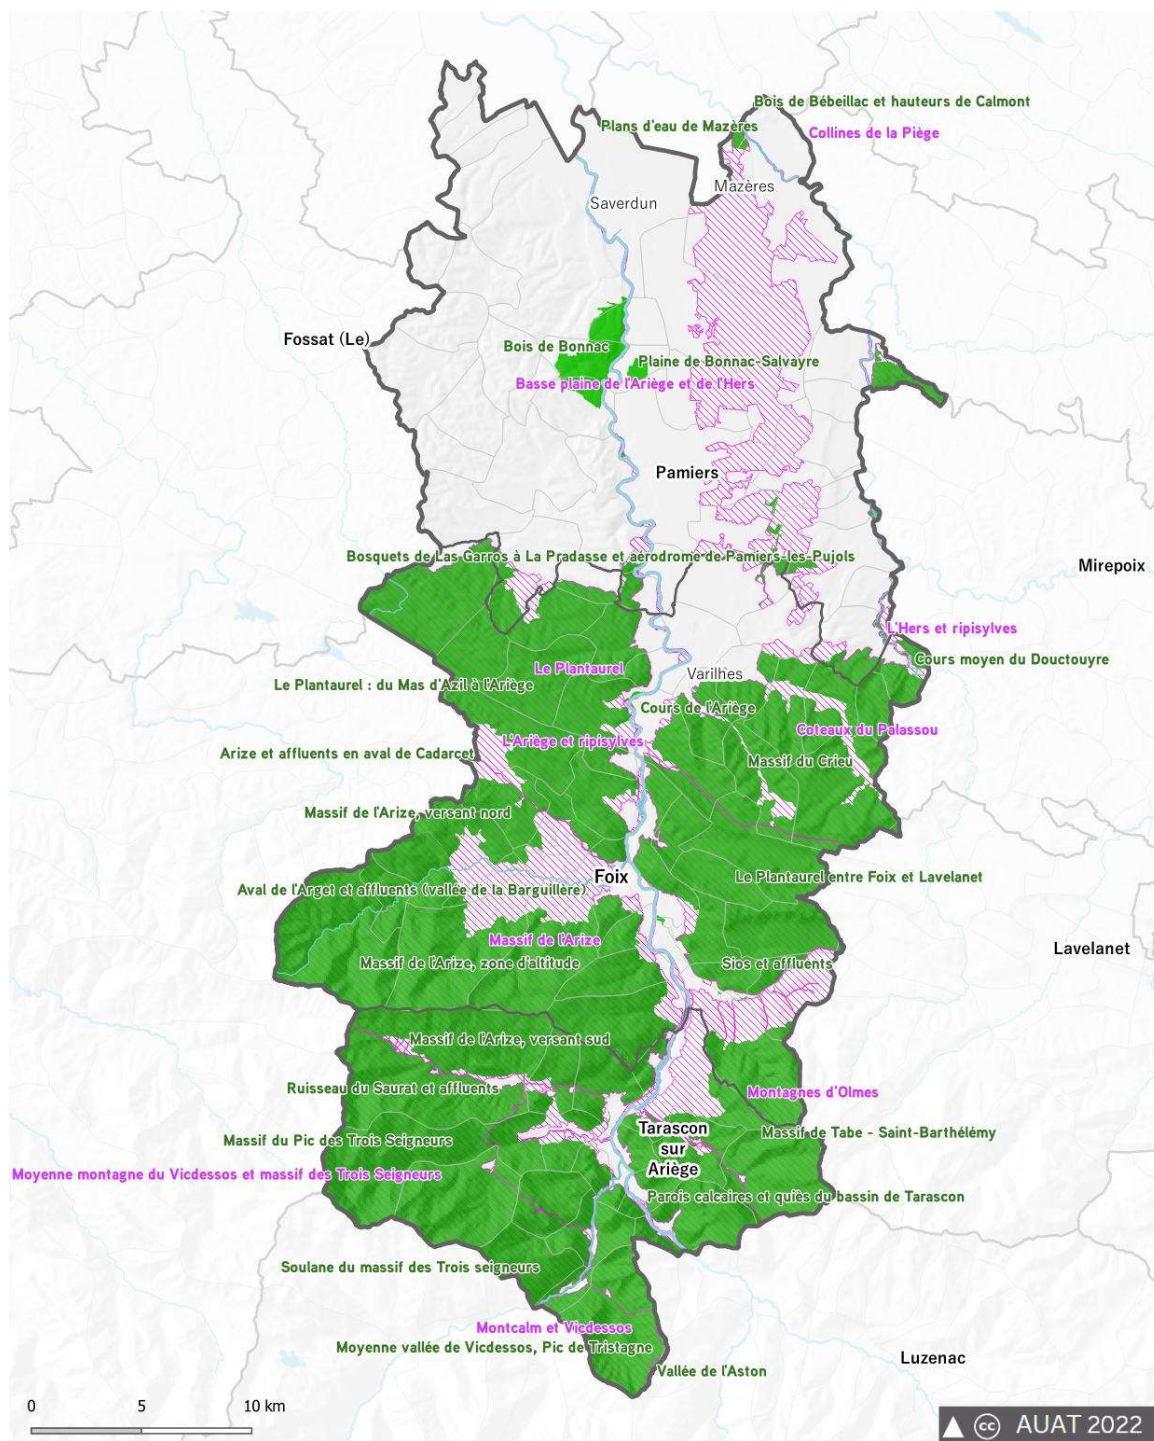 Bois de Bébeillac et hauteurs de Calmont
Plans d'eau de Mazères
Collines de la Piège
Mazères
Saverdun
Fossat (Le)
Bois de Bonnac
Plaine de Bonnac-Salvayre
Basse plaine de l'Ariège et de l'Hers
Pamiers
Bosquets de Las Garros à La Pradasse et aérodrome de Pamiers-les-Pujols
Mirepoix
L'Hers et ripisylves
Cours moyen du Douctouyre
Le Plantaurel
Varilhes
Le Plantaurel : du Mas d'Azil à l'Ariège
Cours de l'Ariège
Coteaux du Palassou
L'Ariège et ripisylves
Arize et affluents en aval de Cadarcet
Massif du Crieu
Massif de l'Arize, versant nord
Foix
Le Plantaurel entre Foix et Lavelanet
Aval de l'Arget et affluents (vallée de la Barguillère)
Massif de l'Arize
Lavelanet
Massif de l'Arize, zone d'altitude
Sios et affluents
Massif de l'Arize, versant sud
Ruisseau du Saurat et affluents
Montagnes d'Olmes
Tarascon
sur
Ariège
Massif de Tabe - Saint-Barthélémy
Massif du Pic des Trois Seigneurs
Moyenne montagne du Vicdessos et massif des Trois Seigneurs
Parois calcaires et quiès du bassin de Tarascon
Soulane du massif des Trois seigneurs
Montcalm et Vicdessos
Moyenne vallée de Vicdessos, Pic de Tristagne
Luzenac
Vallée de l'Aston
0 5 10 km
cc AUAT 2022